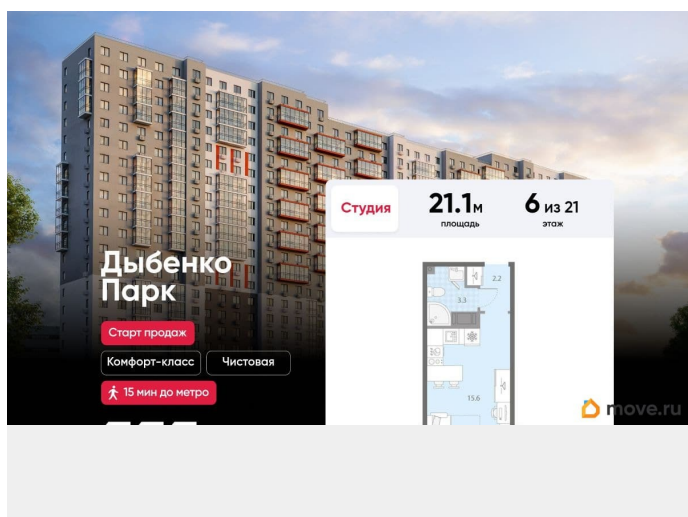 Студия
21.1м
площадь
6 из 21
этаж
Дыбенко
Парк
Старт продаж
Комфорт-класс
Чистовая
15 мин до метро
2.2
3.3
15.6
move.ru